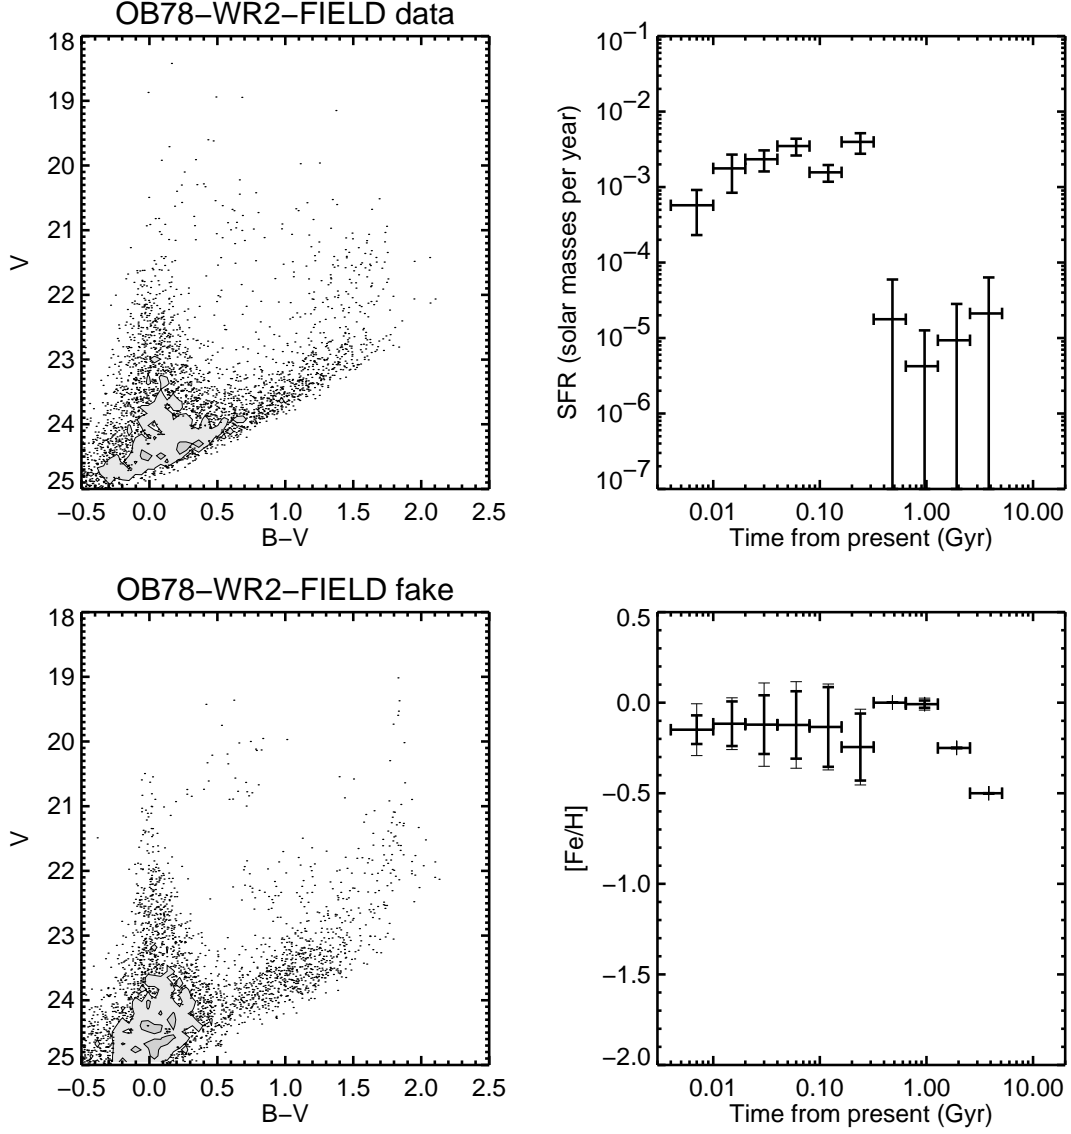 OB78−WR2−FIELD data
18
19
20
21
22
23
24
25
V
−0.5 0.0 0.5 1.0 1.5 2.0 2.5
B−V
10−1
10−2
10−3
10−4
10−5
10−6
10−7
SFR (solar masses per year)
0.01 0.10 1.00 10.00
Time from present (Gyr)
OB78−WR2−FIELD fake
18
19
20
21
22
23
24
25
V
−0.5 0.0 0.5 1.0 1.5 2.0 2.5
B−V
0.5
0.0
−0.5
−1.0
−1.5
−2.0
[Fe/H]
0.01 0.10 1.00 10.00
Time from present (Gyr)